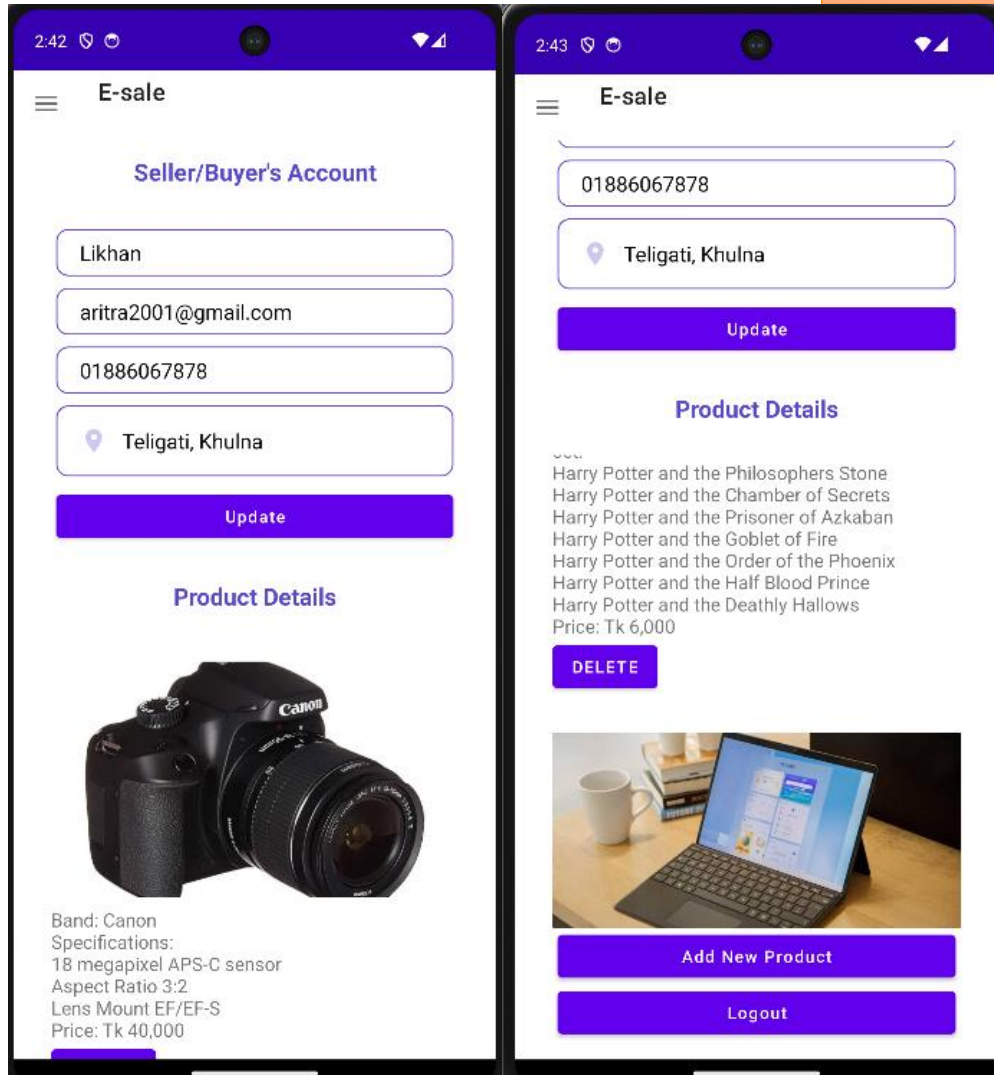 2:42
E-sale
Seller/Buyer's Account
Likhan
aritra2001@gmail.com
01886067878
Teligati, Khulna
Update
Product Details
Canon
Band: Canon
Specifications:
18 megapixel APS-C sensor
Aspect Ratio 3:2
Lens Mount EF/EF-S
Price: Tk 40,000
2:43
E-sale
01886067878
Teligati, Khulna
Update
Product Details
Harry Potter and the Philosophers Stone
Harry Potter and the Chamber of Secrets
Harry Potter and the Prisoner of Azkaban
Harry Potter and the Goblet of Fire
Harry Potter and the Order of the Phoenix
Harry Potter and the Half Blood Prince
Harry Potter and the Deathly Hallows
Price: Tk 6,000
DELETE
Add New Product
Logout